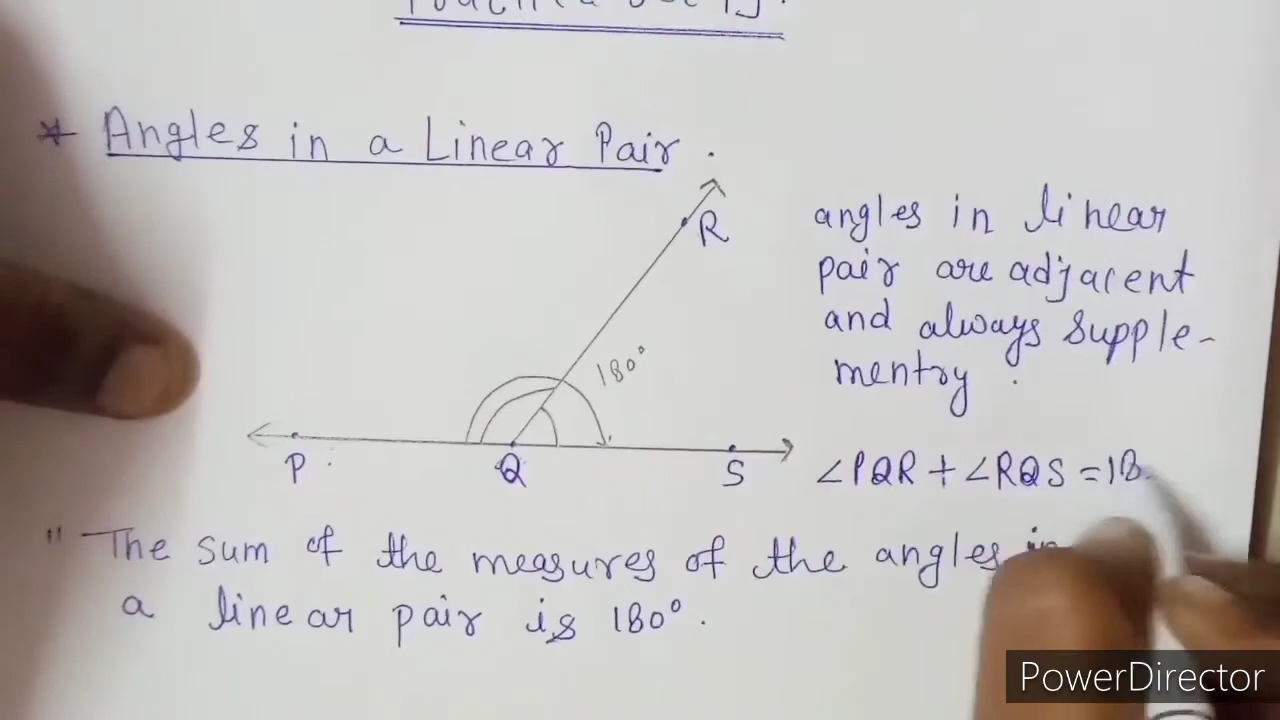 * Angles in a Linear Pair.
R
angles in linear
pair are adjacent
and always supple-
mentry.
180°
P
Q
S
∠PQR + ∠RQS = 18
" The sum of the measures of the angles in
a linear pair is 180°.
PowerDirector